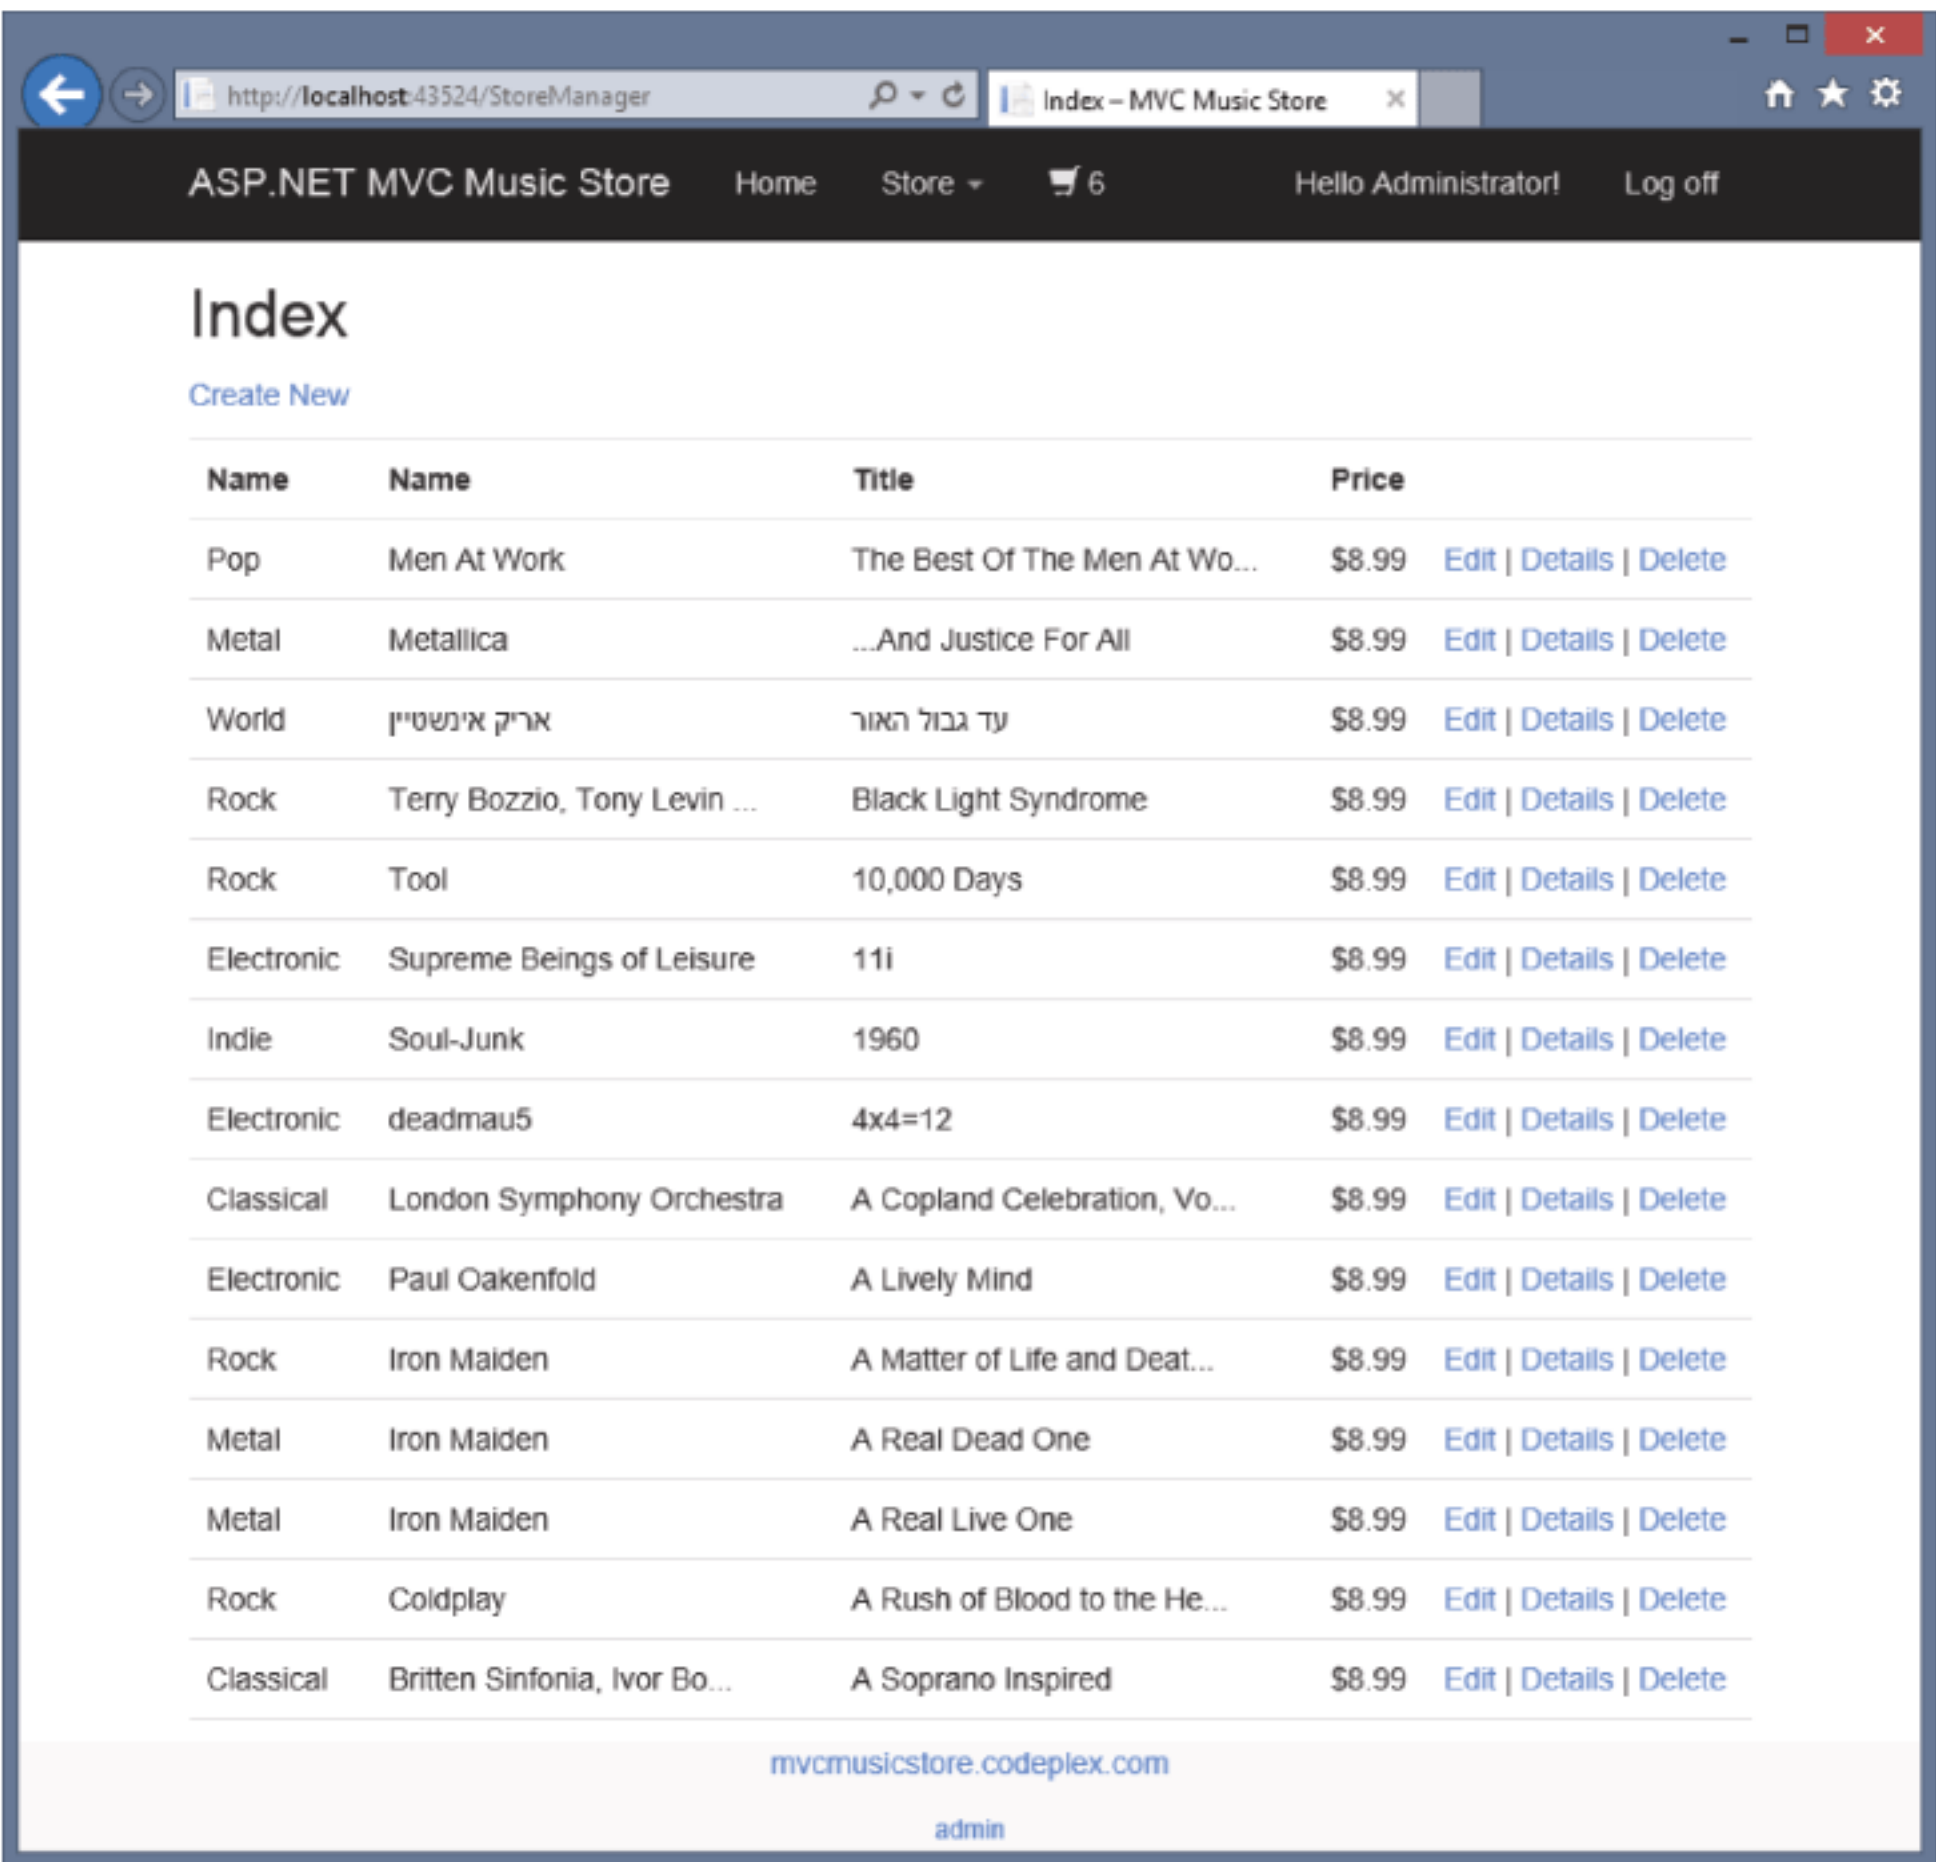 http://localhost:43524/StoreManager
Index – MVC Music Store
ASP.NET MVC Music Store Home Store 6 Hello Administrator! Log off
Index
Create New
Name Name Title Price
Pop Men At Work The Best Of The Men At Wo... $8.99 Edit | Details | Delete
Metal Metallica ...And Justice For All $8.99 Edit | Details | Delete
World אריק אינשטיין עד גבול האור $8.99 Edit | Details | Delete
Rock Terry Bozzio, Tony Levin ... Black Light Syndrome $8.99 Edit | Details | Delete
Rock Tool 10,000 Days $8.99 Edit | Details | Delete
Electronic Supreme Beings of Leisure 11i $8.99 Edit | Details | Delete
Indie Soul-Junk 1960 $8.99 Edit | Details | Delete
Electronic deadmau5 4x4=12 $8.99 Edit | Details | Delete
Classical London Symphony Orchestra A Copland Celebration, Vo... $8.99 Edit | Details | Delete
Electronic Paul Oakenfold A Lively Mind $8.99 Edit | Details | Delete
Rock Iron Maiden A Matter of Life and Deat... $8.99 Edit | Details | Delete
Metal Iron Maiden A Real Dead One $8.99 Edit | Details | Delete
Metal Iron Maiden A Real Live One $8.99 Edit | Details | Delete
Rock Coldplay A Rush of Blood to the He... $8.99 Edit | Details | Delete
Classical Britten Sinfonia, Ivor Bo... A Soprano Inspired $8.99 Edit | Details | Delete
mvcmusicstore.codeplex.com
admin